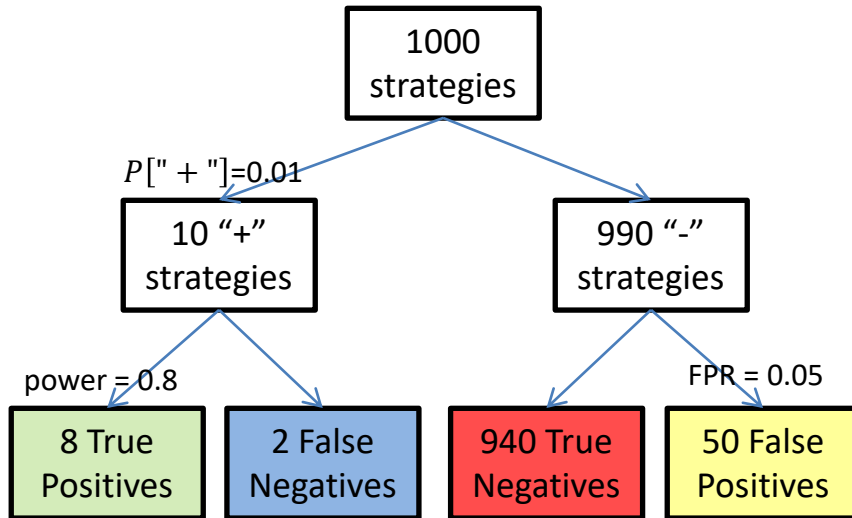 1000
strategies
P[" + "]=0.01
10 “+”
strategies
990 “-”
strategies
power = 0.8
FPR = 0.05
8 True
Positives
2 False
Negatives
940 True
Negatives
50 False
Positives